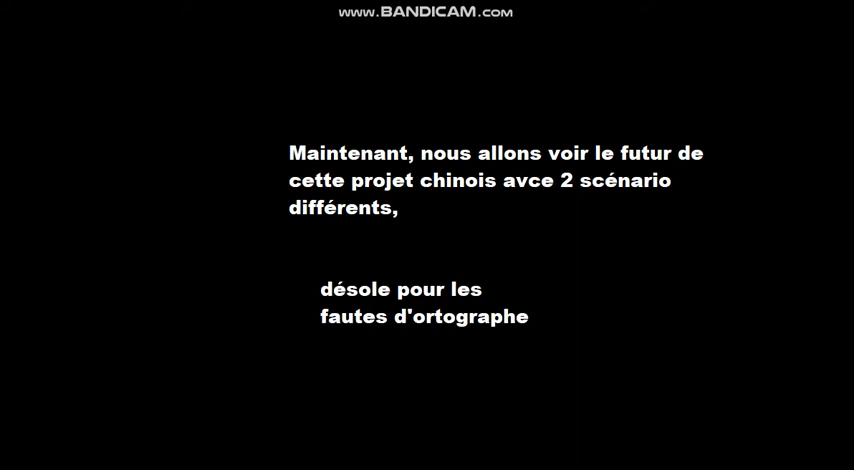 www.BANDICAM.com
Maintenant, nous allons voir le futur de
cette projet chinois avce 2 scénario
différents,
désole pour les
fautes d'ortographe